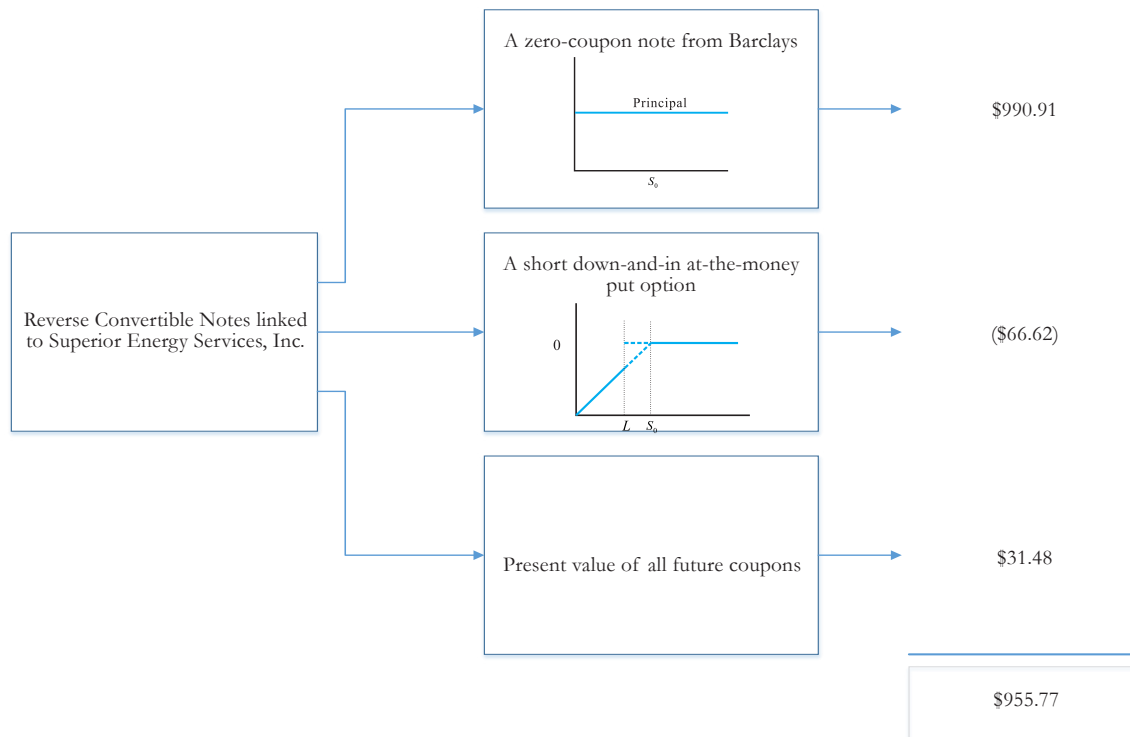 A zero-coupon note from Barclays
Principal
S₀
$990.91
Reverse Convertible Notes linked
to Superior Energy Services, Inc.
A short down-and-in at-the-money
put option
0
L S₀
($66.62)
Present value of all future coupons
$31.48
$955.77